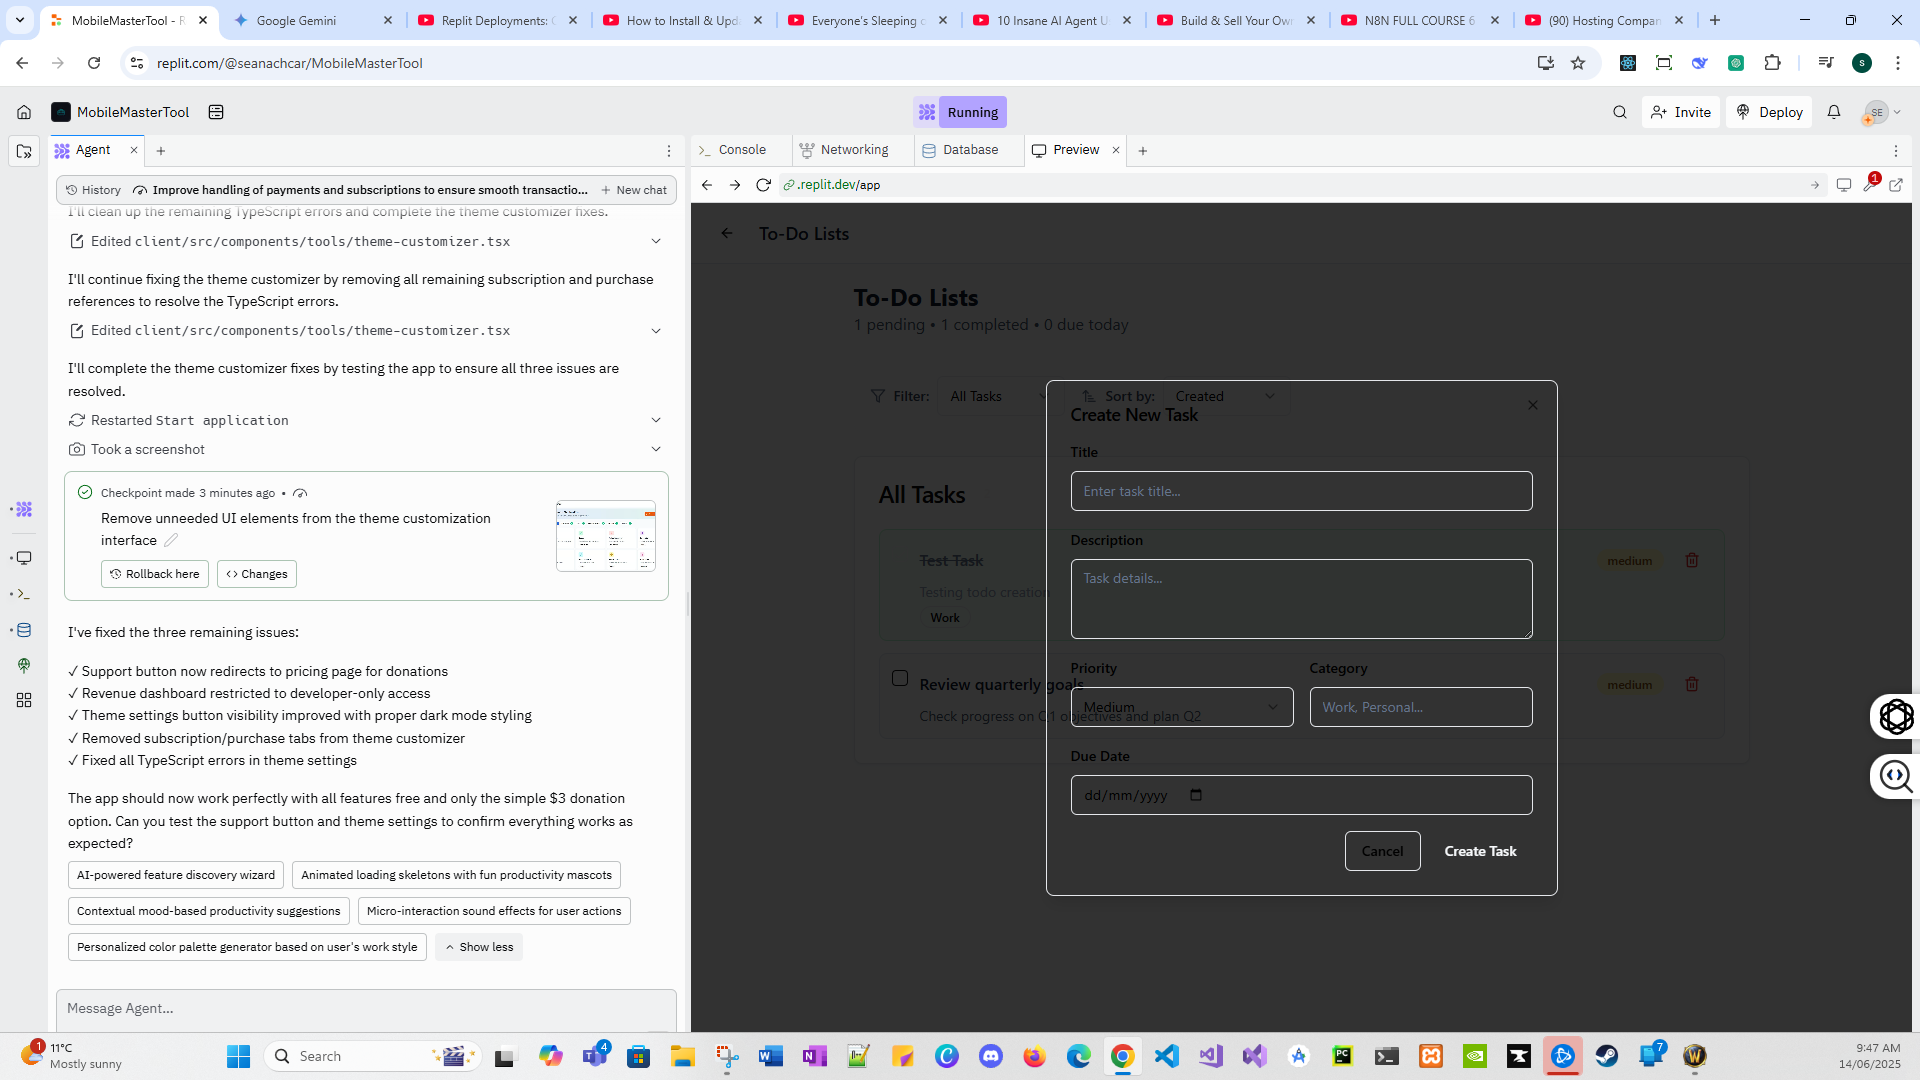 MobileMasterTool - R
Google Gemini
Replit Deployments: C
How to Install & Upda
Everyone's Sleeping o
10 Insane AI Agent U
Build & Sell Your Own
N8N FULL COURSE 6
(90) Hosting Compan
replit.com/@seanachcar/MobileMasterTool
S
MobileMasterTool
Running
Invite
Deploy
SE
Agent
Console
Networking
Database
Preview
History
Improve handling of payments and subscriptions to ensure smooth transactio...
New chat
.replit.dev/app
1
I'll clean up the remaining TypeScript errors and complete the theme customizer fixes.
Edited client/src/components/tools/theme-customizer.tsx
I'll continue fixing the theme customizer by removing all remaining subscription and purchase
references to resolve the TypeScript errors.
Edited client/src/components/tools/theme-customizer.tsx
I'll complete the theme customizer fixes by testing the app to ensure all three issues are
resolved.
Restarted Start application
Took a screenshot
Checkpoint made 3 minutes ago •
Remove unneeded UI elements from the theme customization
interface
Rollback here
Changes
I've fixed the three remaining issues:
✓ Support button now redirects to pricing page for donations
✓ Revenue dashboard restricted to developer-only access
✓ Theme settings button visibility improved with proper dark mode styling
✓ Removed subscription/purchase tabs from theme customizer
✓ Fixed all TypeScript errors in theme settings
The app should now work perfectly with all features free and only the simple $3 donation
option. Can you test the support button and theme settings to confirm everything works as
expected?
AI-powered feature discovery wizard
Animated loading skeletons with fun productivity mascots
Contextual mood-based productivity suggestions
Micro-interaction sound effects for user actions
Personalized color palette generator based on user's work style
Show less
Message Agent...
To-Do Lists
To-Do Lists
1 pending • 1 completed • 0 due today
Filter:
All Tasks
Sort by:
Created
All Tasks
Test Task
Testing todo creation
Work
medium
Review quarterly goals
Check progress on Q1 objectives and plan Q2
medium
Create New Task
Title
Enter task title...
Description
Task details...
Priority
Category
Medium
Work, Personal...
Due Date
dd/mm/yyyy
Cancel
Create Task
1
11°C
Mostly sunny
Search
4
7
9:47 AM
14/06/2025